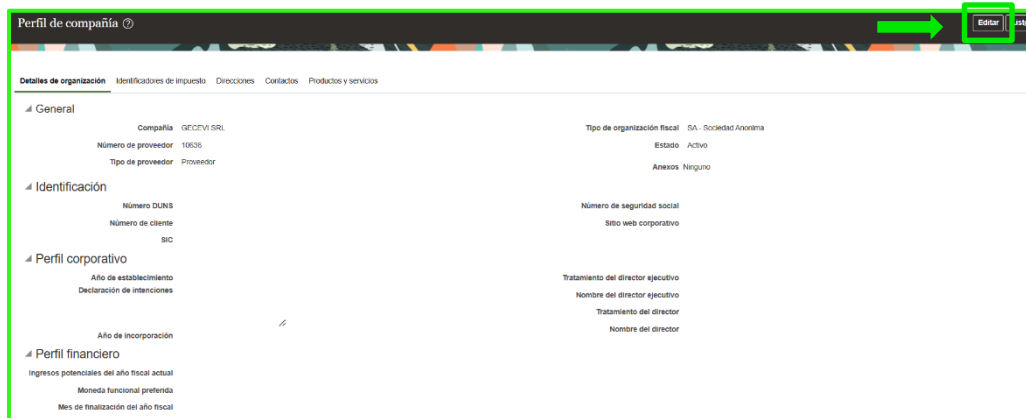 Perfil de compañía
Editar
Detalles de organización Identificadores de impuesto Direcciones Contactos Productos y servicios
General
Compañía GECEVI SRL
Tipo de organización fiscal SA - Sociedad Anonima
Número de proveedor 10636
Estado Activo
Tipo de proveedor Proveedor
Anexos Ninguno
Identificación
Número DUNS
Número de seguridad social
Número de cliente
Sitio web corporativo
SIC
Perfil corporativo
Año de establecimiento
Tratamiento del director ejecutivo
Declaración de intenciones
Nombre del director ejecutivo
Tratamiento del director
Nombre del director
Año de incorporación
Perfil financiero
Ingresos potenciales del año fiscal actual
Moneda funcional preferida
Mes de finalización del año fiscal